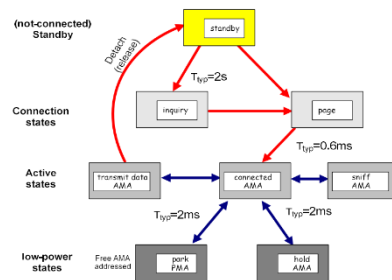 (not-connected)
Standby
standby
Detach
(release)
Ttyp=2s
Connection
states
inquiry
page
Ttyp=0.6ms
Active
states
transmit data
AMA
connected
AMA
sniff
AMA
Ttyp=2ms
Ttyp=2ms
low-power
states
Free AMA
addressed
park
PMA
hold
AMA